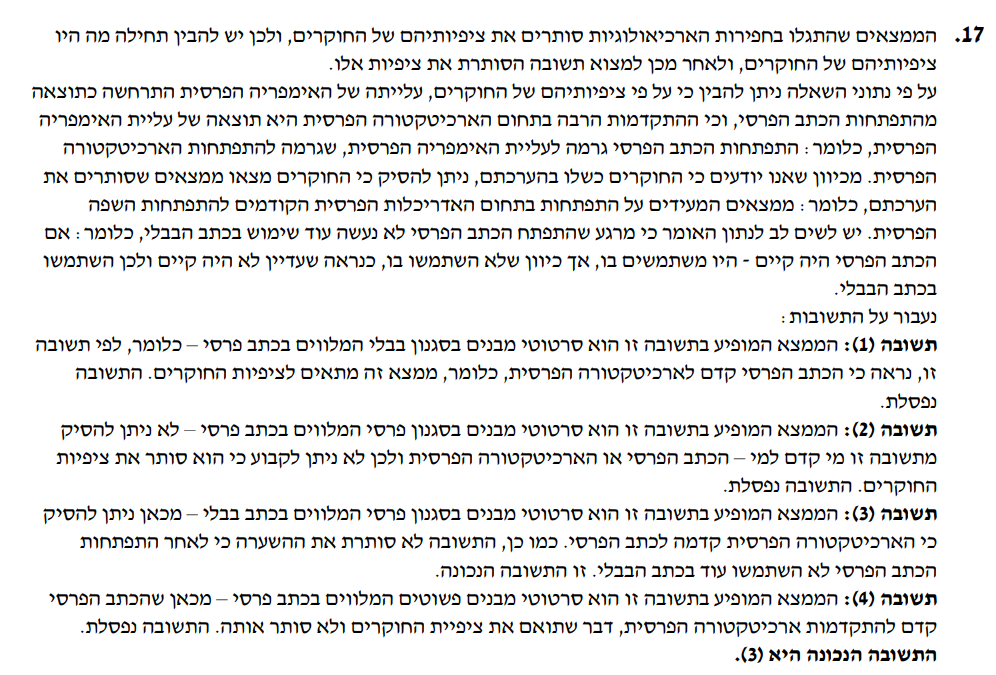 17. הממצאים שהתגלו בחפירות הארכיאולוגיות סותרים את ציפיותיהם של החוקרים, ולכן יש להבין תחילה מה היו
ציפיותיהם של החוקרים, ולאחר מכן למצוא תשובה הסותרת את ציפיות אלו.
על פי נתוני השאלה ניתן להבין כי על פי ציפיותיהם של החוקרים, עלייתה של האימפריה הפרסית התרחשה כתוצאה
מהתפתחות הכתב הפרסי, וכי ההתקדמות הרבה בתחום הארכיטקטורה הפרסית היא תוצאה של עליית האימפריה
הפרסית, כלומר: התפתחות הכתב הפרסי גרמה לעליית האימפריה הפרסית, שגרמה להתפתחות הארכיטקטורה
הפרסית. מכיוון שאנו יודעים כי החוקרים כשלו בהערכתם, ניתן להסיק כי החוקרים מצאו ממצאים שסותרים את
הערכתם, כלומר: ממצאים המעידים על התפתחות בתחום האדריכלות הפרסית הקודמים להתפתחות השפה
הפרסית. יש לשים לב לנתון האומר כי מרגע שהתפתח הכתב הפרסי לא נעשה עוד שימוש בכתב הבבלי, כלומר: אם
הכתב הפרסי היה קיים - היו משתמשים בו, אך כיוון שלא השתמשו בו, כנראה שעדיין לא היה קיים ולכן השתמשו
בכתב הבבלי.
נעבור על התשובות:
תשובה (1): הממצא המופיע בתשובה זו הוא סרטוטי מבנים בסגנון בבלי המלווים בכתב פרסי – כלומר, לפי תשובה
זו, נראה כי הכתב הפרסי קדם לארכיטקטורה הפרסית, כלומר, ממצא זה מתאים לציפיות החוקרים. התשובה
נפסלת.
תשובה (2): הממצא המופיע בתשובה זו הוא סרטוטי מבנים בסגנון פרסי המלווים בכתב פרסי – לא ניתן להסיק
מתשובה זו מי קדם למי – הכתב הפרסי או הארכיטקטורה הפרסית ולכן לא ניתן לקבוע כי הוא סותר את ציפיות
החוקרים. התשובה נפסלת.
תשובה (3): הממצא המופיע בתשובה זו הוא סרטוטי מבנים בסגנון פרסי המלווים בכתב בבלי – מכאן ניתן להסיק
כי הארכיטקטורה הפרסית קדמה לכתב הפרסי. כמו כן, התשובה לא סותרת את ההשערה כי לאחר התפתחות
הכתב הפרסי לא השתמשו עוד בכתב הבבלי. זו התשובה הנכונה.
תשובה (4): הממצא המופיע בתשובה זו הוא סרטוטי מבנים פשוטים המלווים בכתב פרסי – מכאן שהכתב הפרסי
קדם להתקדמות ארכיטקטורה הפרסית, דבר שתואם את ציפיית החוקרים ולא סותר אותה. התשובה נפסלת.
התשובה הנכונה היא (3).